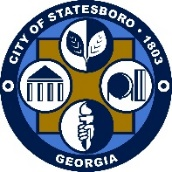 CITY OF STATESBORO • 1803
GEORGIA